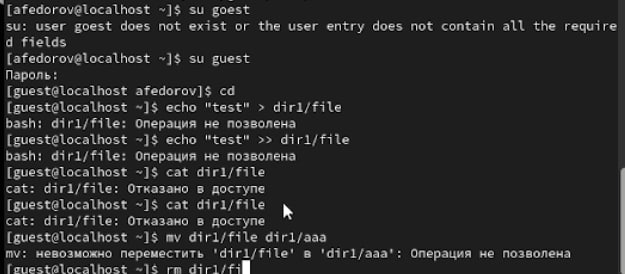 [afedorov@localhost ~]$ su goest
su: user goest does not exist or the user entry does not contain all the require
d fields
[afedorov@localhost ~]$ su guest
Пароль:
[guest@localhost afedorov]$ cd
[guest@localhost ~]$ echo "test" > dir1/file
bash: dir1/file: Операция не позволена
[guest@localhost ~]$ echo "test" >> dir1/file
bash: dir1/file: Операция не позволена
[guest@localhost ~]$ cat dir1/file
cat: dir1/file: Отказано в доступе
[guest@localhost ~]$ cat dir1/file
cat: dir1/file: Отказано в доступе
[guest@localhost ~]$ mv dir1/file dir1/aaa
mv: невозможно переместить 'dir1/file' в 'dir1/aaa': Операция не позволена
[guest@localhost ~]$ rm dir1/fi